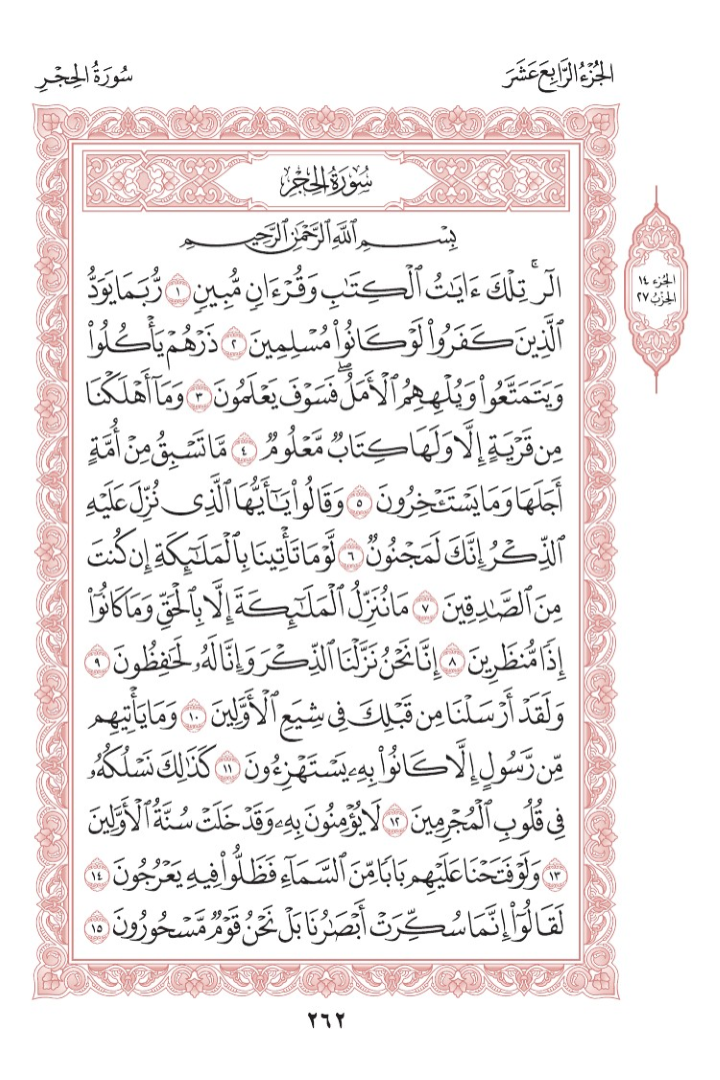 الجُزْءُ الرَّابِعَ عَشَرَ
سُورَةُ الحِجْرِ
سُورَةُ الحِجْرِ
بِسْمِ ٱللَّهِ ٱلرَّحْمَٰنِ ٱلرَّحِيمِ
الٓرۚ تِلْكَ ءَايَٰتُ ٱلْكِتَٰبِ وَقُرْءَانٍ مُّبِينٍ ١ رُّبَمَا يَوَدُّ
ٱلَّذِينَ كَفَرُوا۟ لَوْ كَانُوا۟ مُسْلِمِينَ ٢ ذَرْهُمْ يَأْكُلُوا۟
وَيَتَمَتَّعُوا۟ وَيُلْهِهِمُ ٱلْأَمَلُۖ فَسَوْفَ يَعْلَمُونَ ٣ وَمَآ أَهْلَكْنَا
مِن قَرْيَةٍ إِلَّا وَلَهَا كِتَابٌ مَّعْلُومٌ ٤ مَّا تَسْبِقُ مِنْ أُمَّةٍ
أَجَلَهَا وَمَا يَسْتَـْٔخِرُونَ ٥ وَقَالُوا۟ يَٰٓأَيُّهَا ٱلَّذِى نُزِّلَ عَلَيْهِ
ٱلذِّكْرُ إِنَّكَ لَمَجْنُونٌ ٦ لَّوْ مَا تَأْتِينَا بِٱلْمَلَٰٓئِكَةِ إِن كُنتَ
مِنَ ٱلصَّٰدِقِينَ ٧ مَا نُنَزِّلُ ٱلْمَلَٰٓئِكَةَ إِلَّا بِٱلْحَقِّ وَمَا كَانُوٓا۟
إِذًا مُّنظَرِينَ ٨ إِنَّا نَحْنُ نَزَّلْنَا ٱلذِّكْرَ وَإِنَّا لَهُۥ لَحَٰفِظُونَ ٩
وَلَقَدْ أَرْسَلْنَا مِن قَبْلِكَ فِى شِيَعِ ٱلْأَوَّلِينَ ١٠ وَمَا يَأْتِيهِم
مِّن رَّسُولٍ إِلَّا كَانُوا۟ بِهِۦ يَسْتَهْزِءُونَ ١١ كَذَٰلِكَ نَسْلُكُهُۥ
فِى قُلُوبِ ٱلْمُجْرِمِينَ ١٢ لَا يُؤْمِنُونَ بِهِۦ وَقَدْ خَلَتْ سُنَّةُ ٱلْأَوَّلِينَ
١٣ وَلَوْ فَتَحْنَا عَلَيْهِم بَابًا مِّنَ ٱلسَّمَآءِ فَظَلُّوا۟ فِيهِ يَعْرُجُونَ ١٤
لَقَالُوٓا۟ إِنَّمَا سُكِّرَتْ أَبْصَٰرُنَا بَلْ نَحْنُ قَوْمٌ مَّسْحُورُونَ ١٥
الجزء ١٤
الحزب ٢٧
٢٦٢